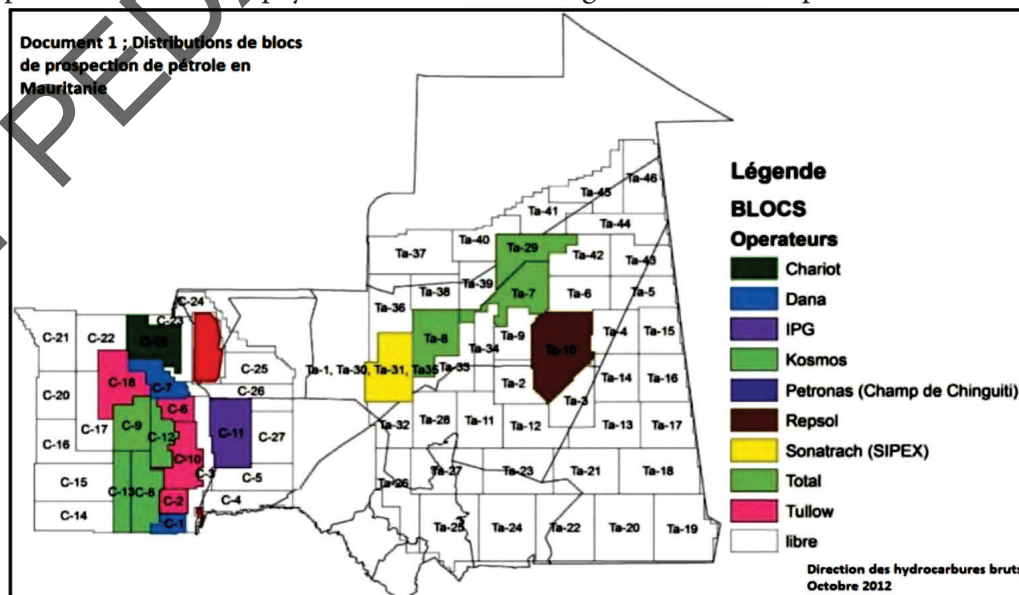 Document 1 ; Distributions de blocs
de prospection de pétrole en
Mauritanie
Ta-46
Ta-45
Ta-41
Ta-44
Ta-40
Ta-29
Ta-37
Ta-42
Ta-43
Ta-38
Ta-39
Ta-7
Ta-6
Ta-5
C-24
C-23
Ta-36
C-21
C-22
C-19
Ta-8
Ta-34
Ta-9
Ta-10
Ta-4
Ta-15
C-25
Ta-1, Ta-30, Ta-31, Ta35
Ta-33
C-20
C-18
C-7
C-26
Ta-2
Ta-14
Ta-16
Ta-3
C-17
C-9
C-6
C-11
C-27
Ta-32
Ta-28
Ta-11
Ta-12
Ta-13
Ta-17
C-16
C-12
C-10
C-3
C-5
C-15
C-13
C-8
C-2
C-4
Ta-26
Ta-27
Ta-23
Ta-21
Ta-18
C-14
C-1
Ta-25
Ta-24
Ta-22
Ta-20
Ta-19
Légende
BLOCS
Operateurs
Chariot
Dana
IPG
Kosmos
Petronas (Champ de Chinguiti)
Repsol
Sonatrach (SIPEX)
Total
Tullow
libre
Direction des hydrocarbures bruts
Octobre 2012